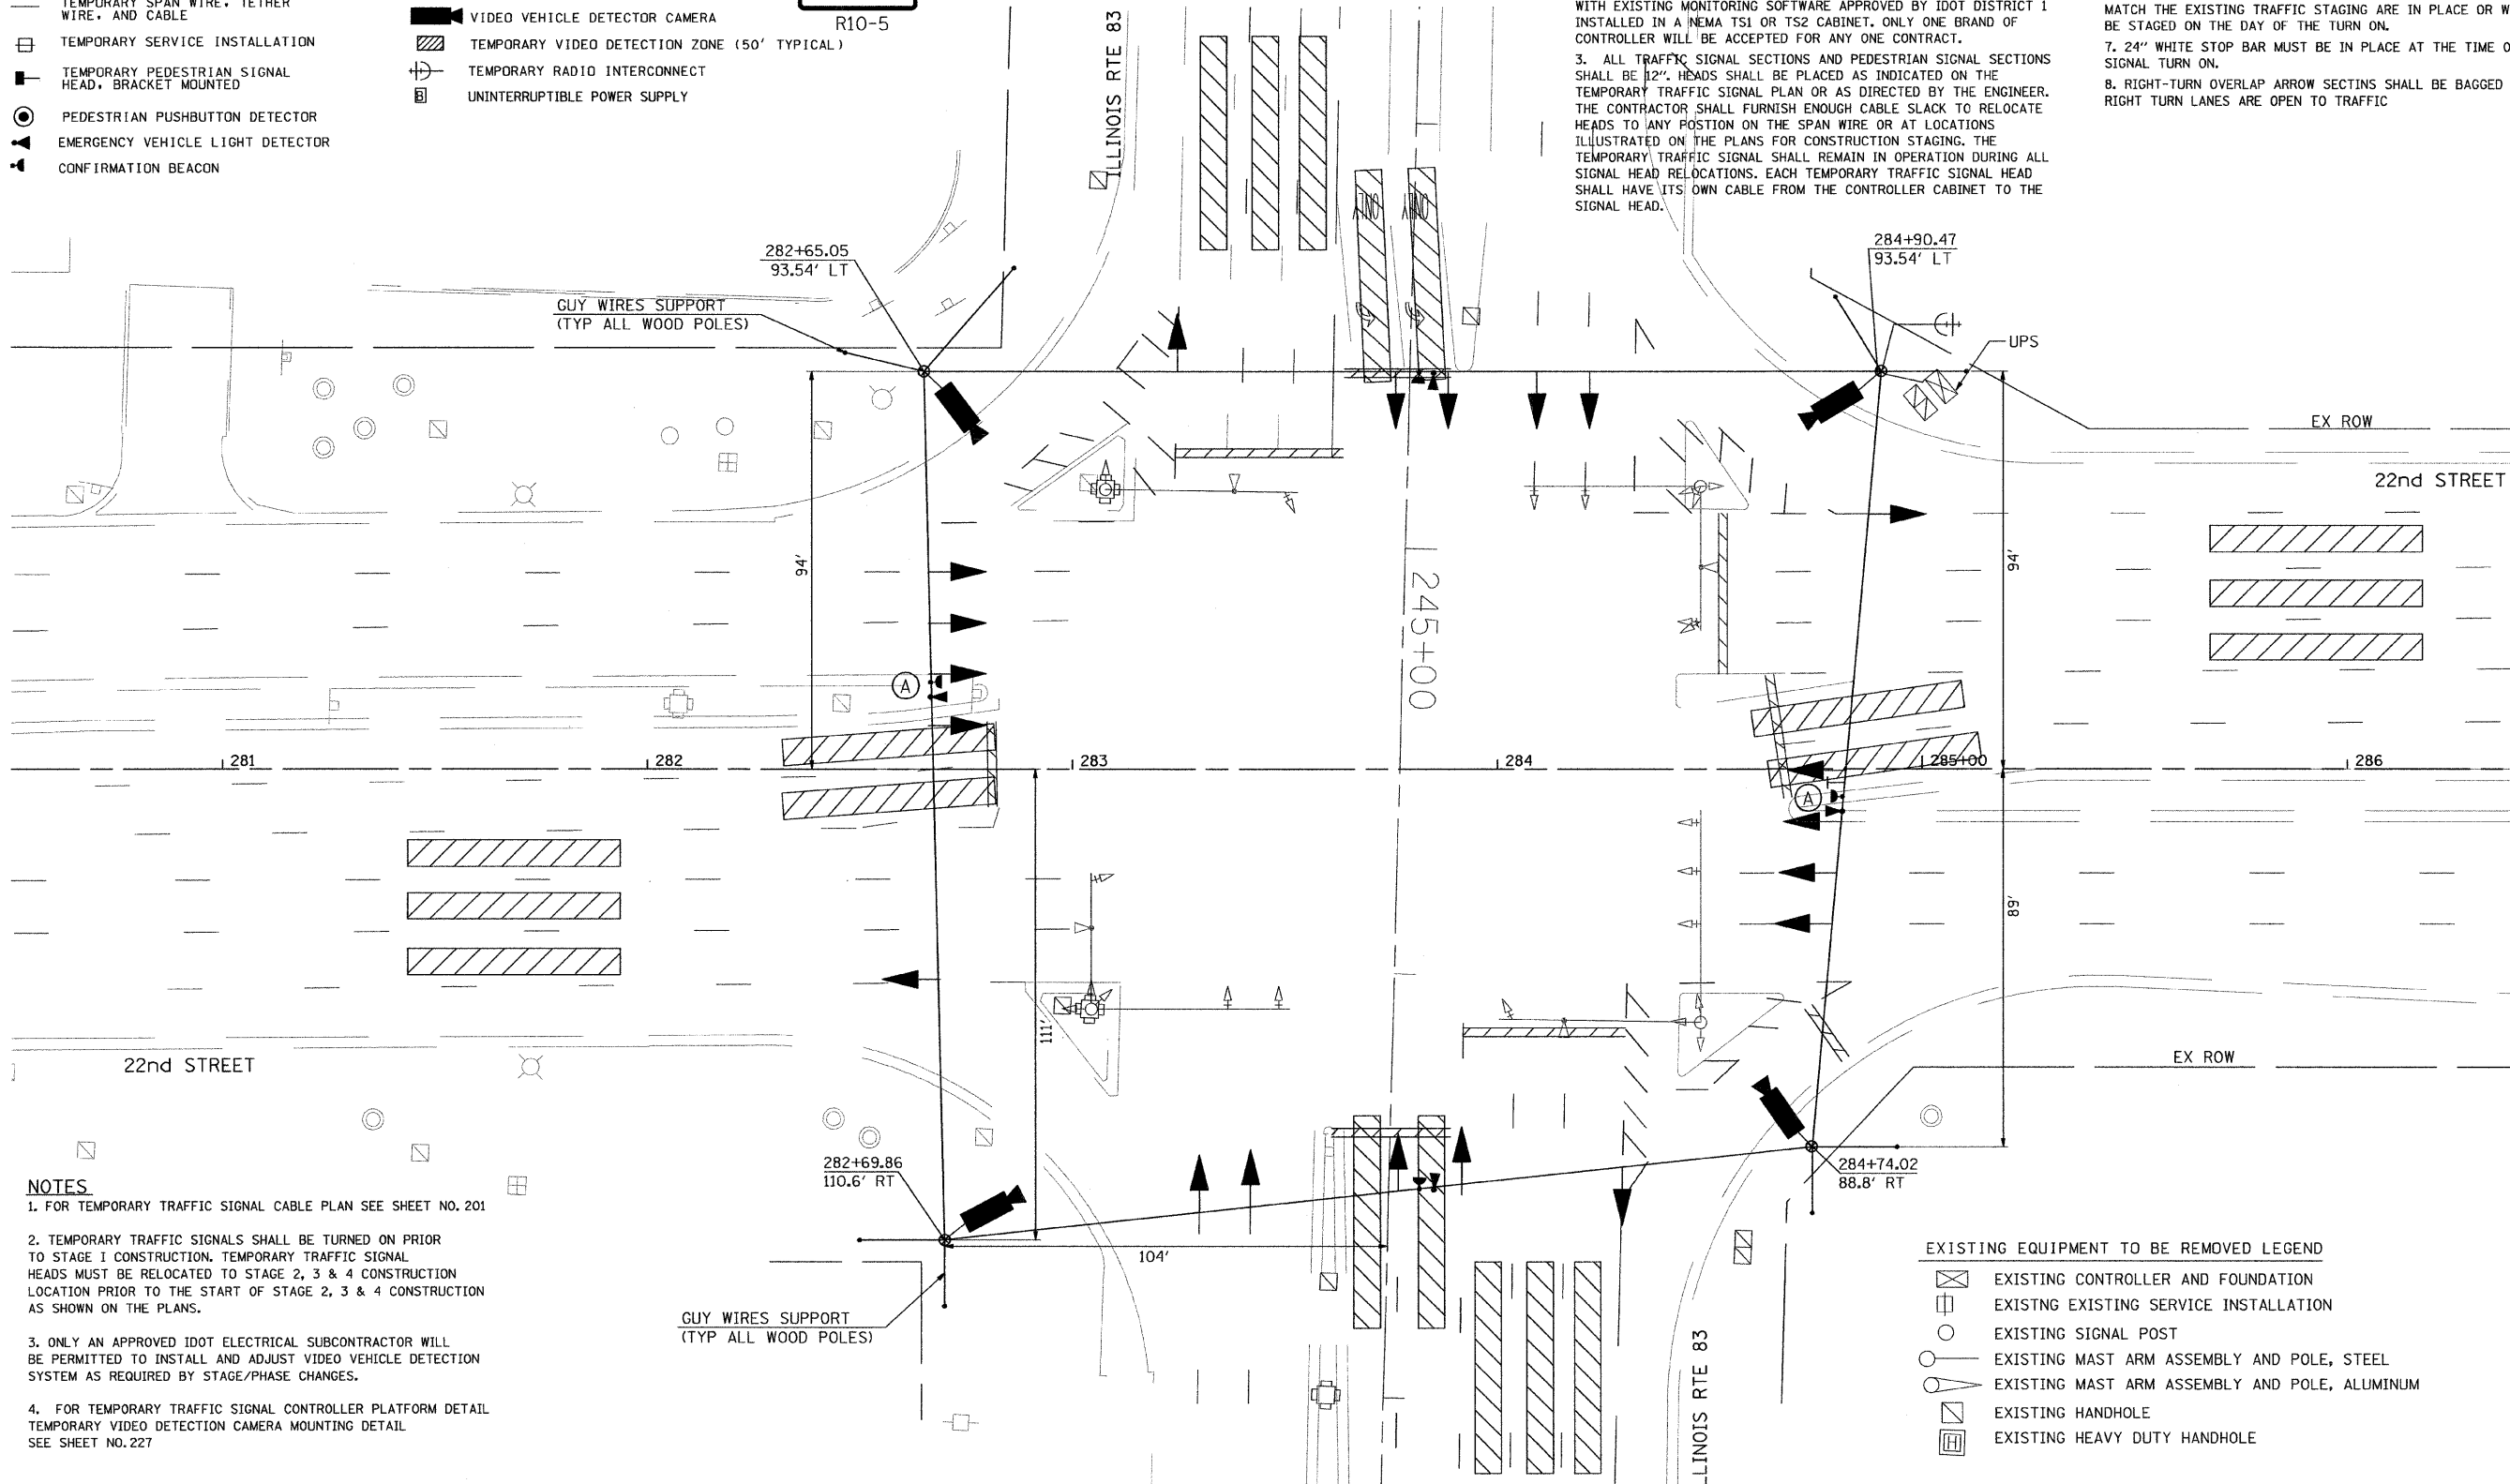 TEMPORARY SPAN WIRE, TETHER
WIRE, AND CABLE
TEMPORARY SERVICE INSTALLATION
TEMPORARY PEDESTRIAN SIGNAL
HEAD, BRACKET MOUNTED
PEDESTRIAN PUSHBUTTON DETECTOR
EMERGENCY VEHICLE LIGHT DETECTOR
CONFIRMATION BEACON
VIDEO VEHICLE DETECTOR CAMERA
TEMPORARY VIDEO DETECTION ZONE (50' TYPICAL)
TEMPORARY RADIO INTERCONNECT
B
UNINTERRUPTIBLE POWER SUPPLY
R10-5
ILLINOIS RTE 83
WITH EXISTING MONITORING SOFTWARE APPROVED BY IDOT DISTRICT 1
INSTALLED IN A NEMA TS1 OR TS2 CABINET. ONLY ONE BRAND OF
CONTROLLER WILL BE ACCEPTED FOR ANY ONE CONTRACT.
3. ALL TRAFFIC SIGNAL SECTIONS AND PEDESTRIAN SIGNAL SECTIONS
SHALL BE 12". HEADS SHALL BE PLACED AS INDICATED ON THE
TEMPORARY TRAFFIC SIGNAL PLAN OR AS DIRECTED BY THE ENGINEER.
THE CONTRACTOR SHALL FURNISH ENOUGH CABLE SLACK TO RELOCATE
HEADS TO ANY POSTION ON THE SPAN WIRE OR AT LOCATIONS
ILLUSTRATED ON THE PLANS FOR CONSTRUCTION STAGING. THE
TEMPORARY TRAFFIC SIGNAL SHALL REMAIN IN OPERATION DURING ALL
SIGNAL HEAD RELOCATIONS. EACH TEMPORARY TRAFFIC SIGNAL HEAD
SHALL HAVE ITS OWN CABLE FROM THE CONTROLLER CABINET TO THE
SIGNAL HEAD.
MATCH THE EXISTING TRAFFIC STAGING ARE IN PLACE OR W
BE STAGED ON THE DAY OF THE TURN ON.
7. 24" WHITE STOP BAR MUST BE IN PLACE AT THE TIME O
SIGNAL TURN ON.
8. RIGHT-TURN OVERLAP ARROW SECTINS SHALL BE BAGGED
RIGHT TURN LANES ARE OPEN TO TRAFFIC
ONLY
ONLY
282+65.05
93.54' LT
284+90.47
93.54' LT
GUY WIRES SUPPORT
(TYP ALL WOOD POLES)
UPS
EX ROW
22nd STREET
94'
94'
245+00
A
281
282
283
284
285+00
286
A
89'
111'
22nd STREET
EX ROW
282+69.86
110.6' RT
284+74.02
88.8' RT
104'
GUY WIRES SUPPORT
(TYP ALL WOOD POLES)
ILLINOIS RTE 83
NOTES
1. FOR TEMPORARY TRAFFIC SIGNAL CABLE PLAN SEE SHEET NO. 201
2. TEMPORARY TRAFFIC SIGNALS SHALL BE TURNED ON PRIOR
TO STAGE I CONSTRUCTION. TEMPORARY TRAFFIC SIGNAL
HEADS MUST BE RELOCATED TO STAGE 2, 3 & 4 CONSTRUCTION
LOCATION PRIOR TO THE START OF STAGE 2, 3 & 4 CONSTRUCTION
AS SHOWN ON THE PLANS.
3. ONLY AN APPROVED IDOT ELECTRICAL SUBCONTRACTOR WILL
BE PERMITTED TO INSTALL AND ADJUST VIDEO VEHICLE DETECTION
SYSTEM AS REQUIRED BY STAGE/PHASE CHANGES.
4. FOR TEMPORARY TRAFFIC SIGNAL CONTROLLER PLATFORM DETAIL
TEMPORARY VIDEO DETECTION CAMERA MOUNTING DETAIL
SEE SHEET NO. 227
EXISTING EQUIPMENT TO BE REMOVED LEGEND
EXISTING CONTROLLER AND FOUNDATION
EXISTNG EXISTING SERVICE INSTALLATION
EXISTING SIGNAL POST
EXISTING MAST ARM ASSEMBLY AND POLE, STEEL
EXISTING MAST ARM ASSEMBLY AND POLE, ALUMINUM
EXISTING HANDHOLE
H
EXISTING HEAVY DUTY HANDHOLE